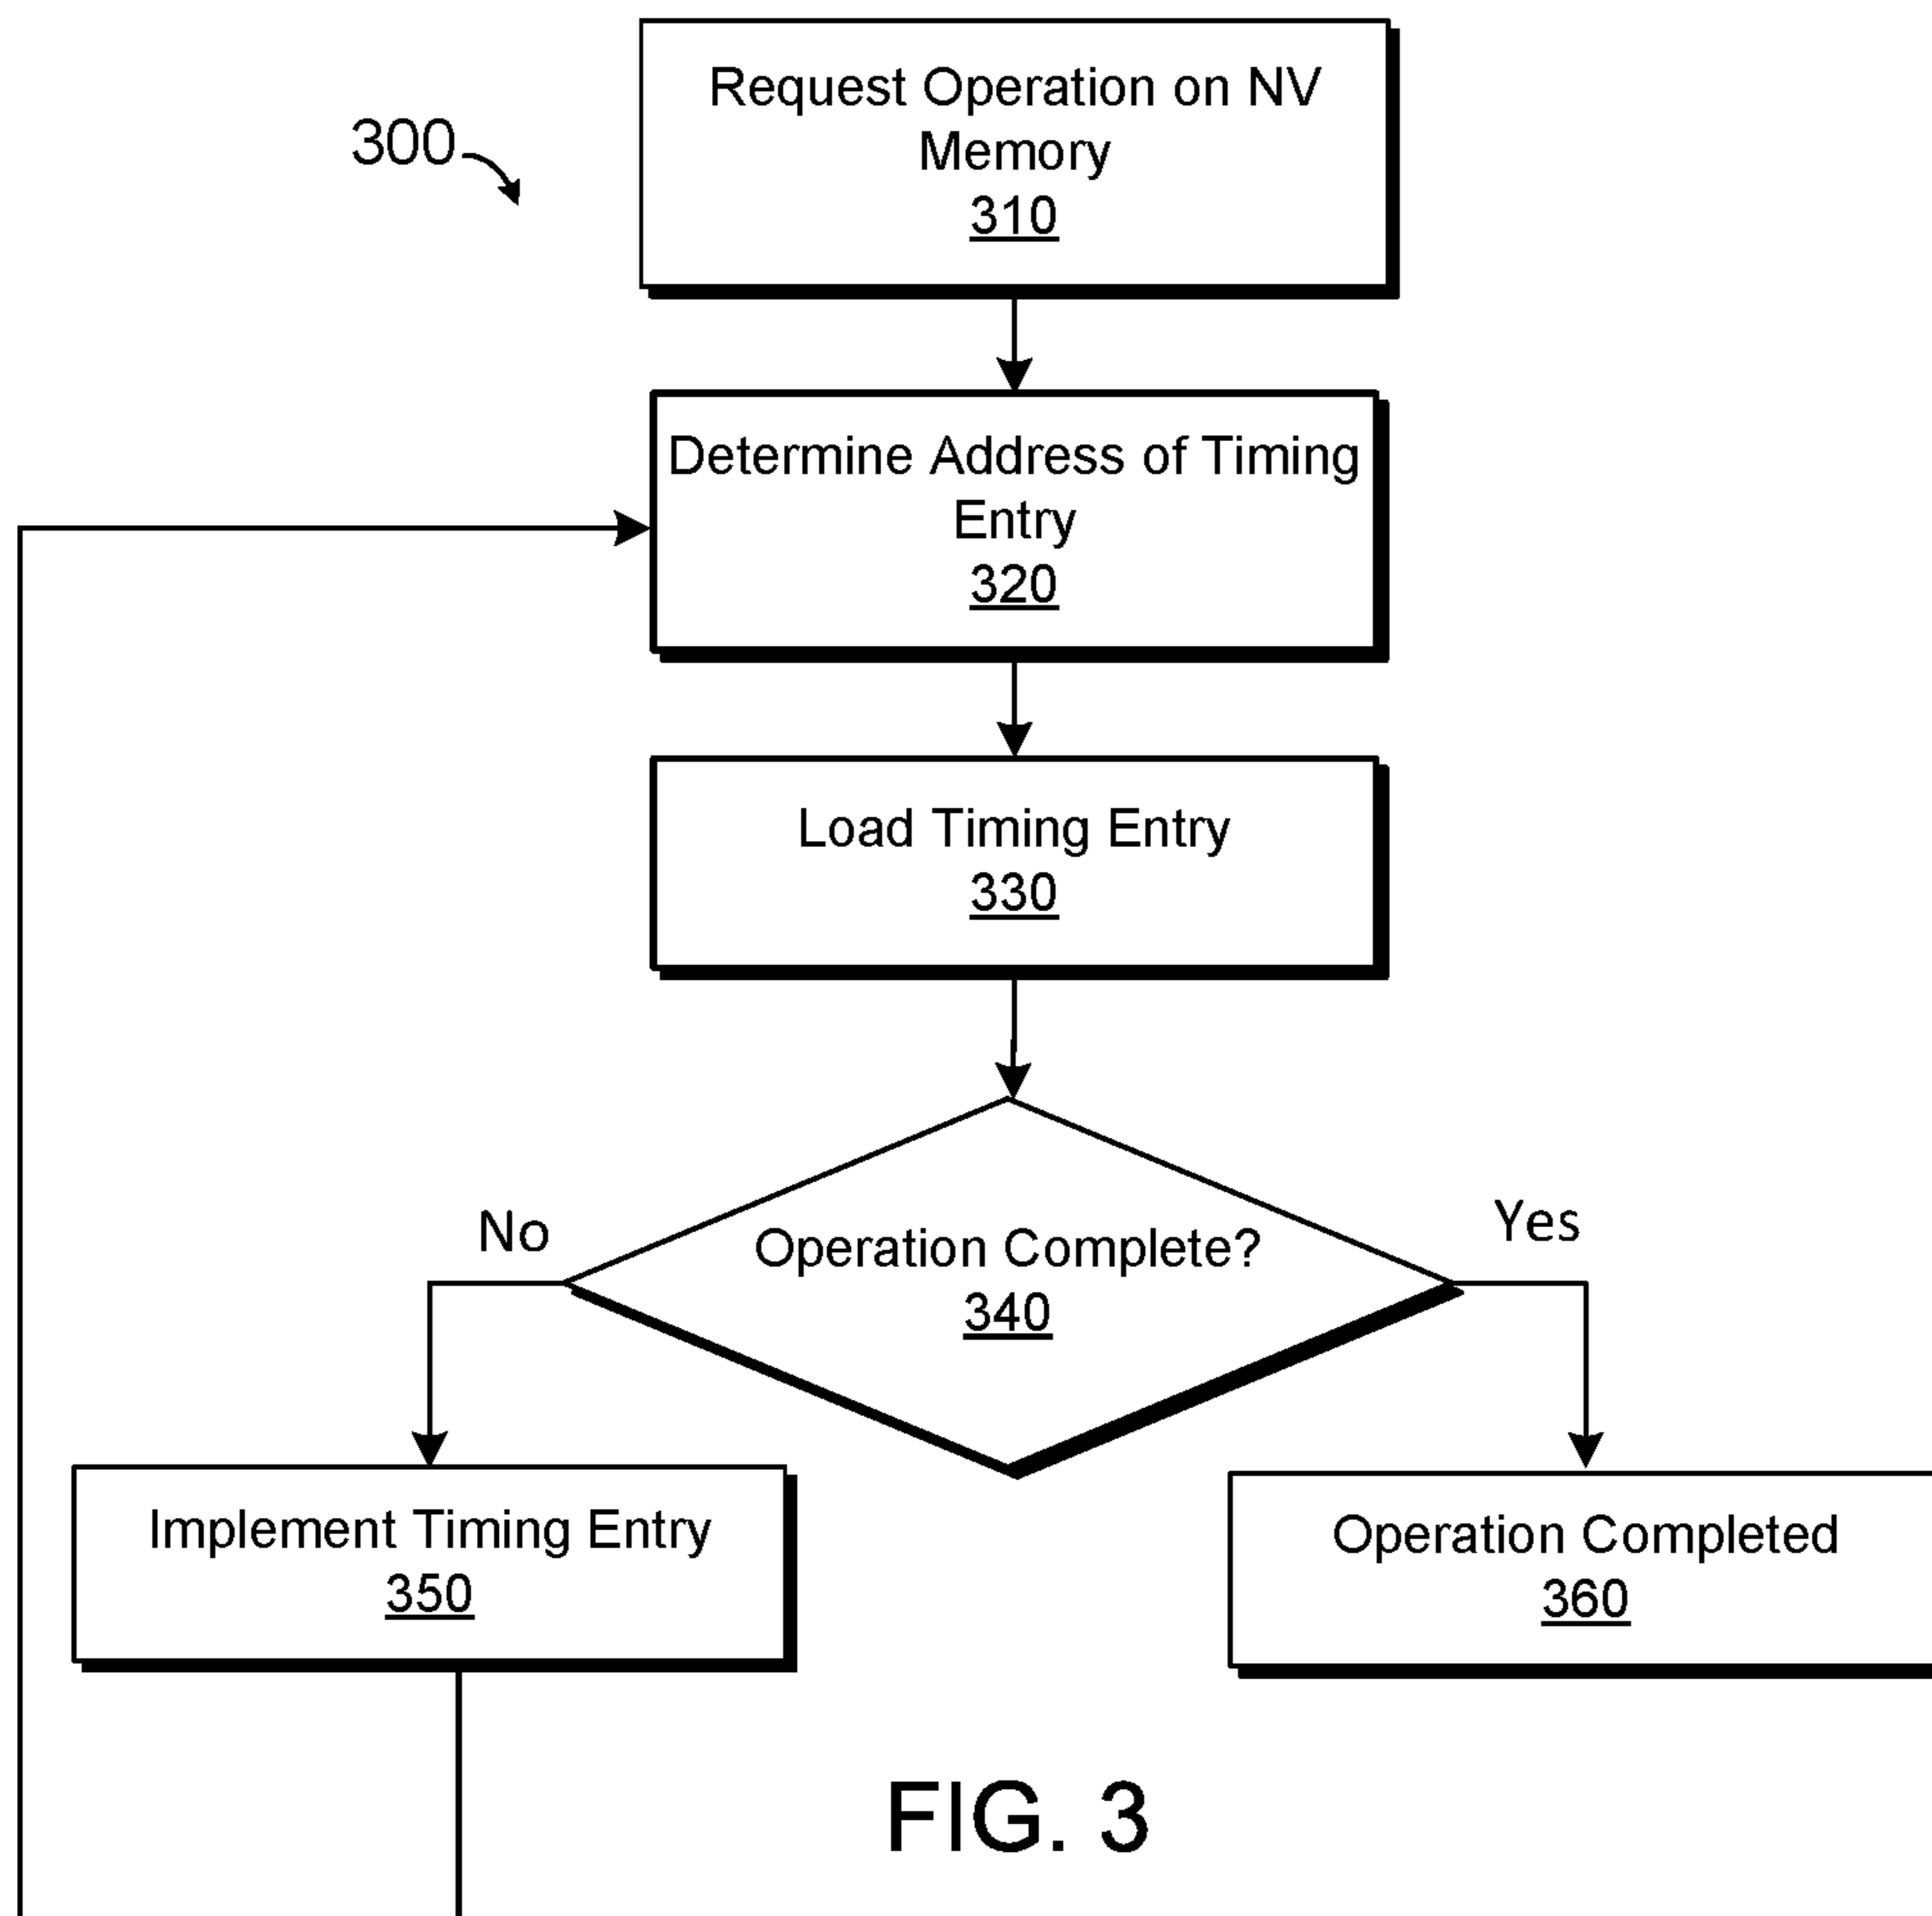 300
Request Operation on NV
Memory
310
Determine Address of Timing
Entry
320
Load Timing Entry
330
No
Yes
Operation Complete?
340
Implement Timing Entry
350
Operation Completed
360
FIG. 3